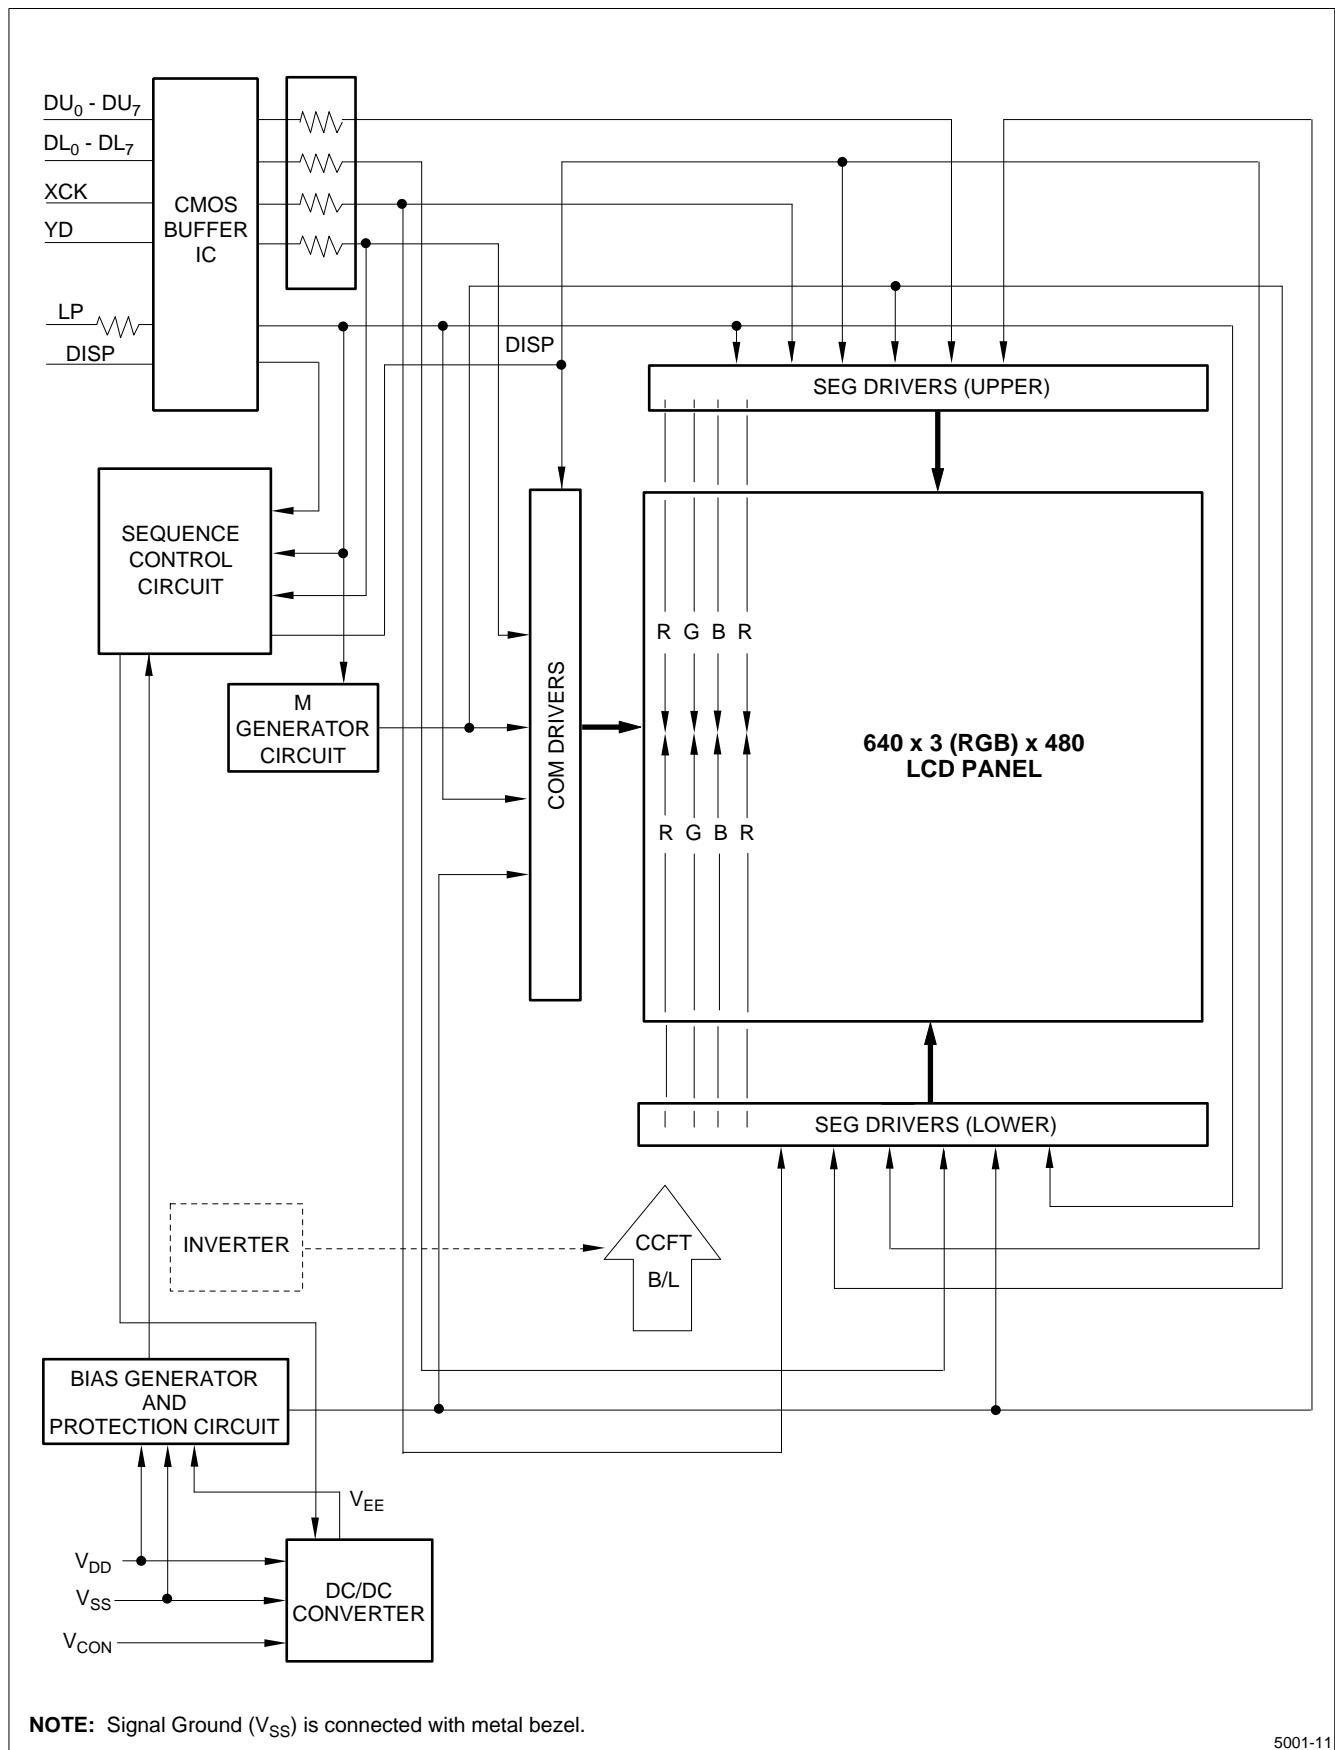 DU0 - DU7
DL0 - DL7
XCK
YD
LP
DISP
CMOS
BUFFER
IC
DISP
SEG DRIVERS (UPPER)
SEQUENCE
CONTROL
CIRCUIT
R G B R
M
GENERATOR
CIRCUIT
COM DRIVERS
640 x 3 (RGB) x 480
LCD PANEL
R G B R
SEG DRIVERS (LOWER)
INVERTER
CCFT
B/L
BIAS GENERATOR
AND
PROTECTION CIRCUIT
VEE
VDD
VSS
VCON
DC/DC
CONVERTER
NOTE: Signal Ground (VSS) is connected with metal bezel.
5001-11